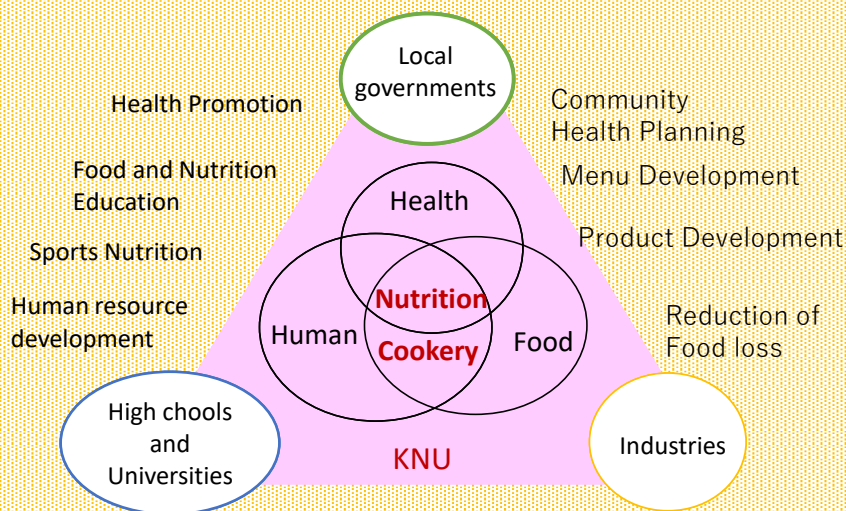 Local
governments
Health Promotion
Community
Health Planning
Food and Nutrition
Education
Menu Development
Health
Sports Nutrition
Product Development
Nutrition
Human resource
development
Human
Cookery
Food
Reduction of
Food loss
High chools
and
Universities
KNU
Industries